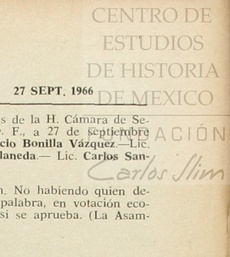 CENTRO DE
ESTUDIOS
DE HISTORIA
DE MEXICO
FUNDACIÓN
Carlos Slim
27 SEPT, 1966
s de la H. Cámara de Se-
. F., a 27 de septiembre
cio Bonilla Vázquez.—Lic.
laneda.— Lic. Carlos San-
n. No habiendo quien de-
palabra, en votación eco-
si se aprueba. (La Asam-